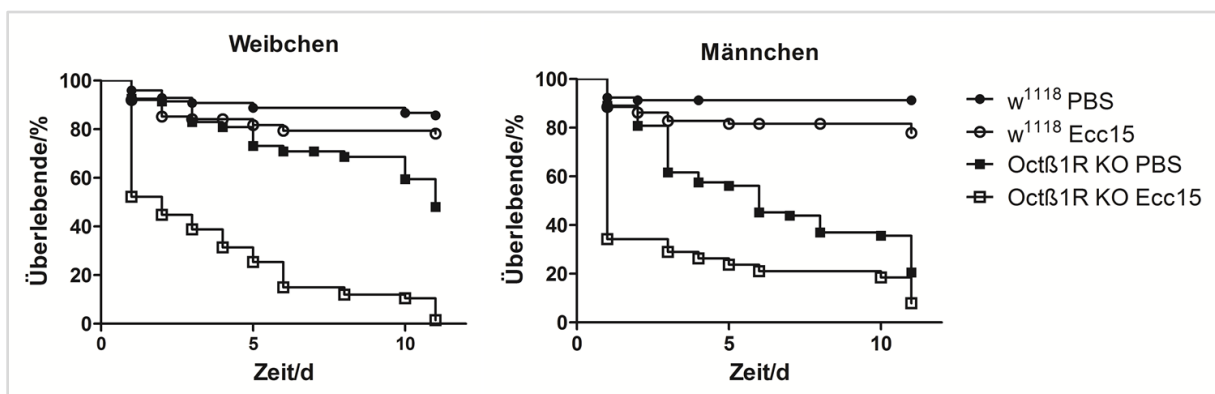 Weibchen
Überlebende/%
100
80
60
40
20
0
0 5 10
Zeit/d
Männchen
Überlebende/%
100
80
60
40
20
0
0 5 10
Zeit/d
w¹¹¹⁸ PBS
w¹¹¹⁸ Ecc15
Octß1R KO PBS
Octß1R KO Ecc15